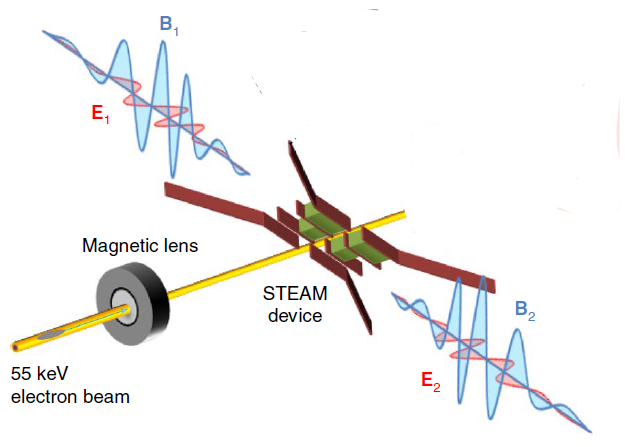 B1
E1
Magnetic lens
STEAM
device
B2
E2
55 keV
electron beam